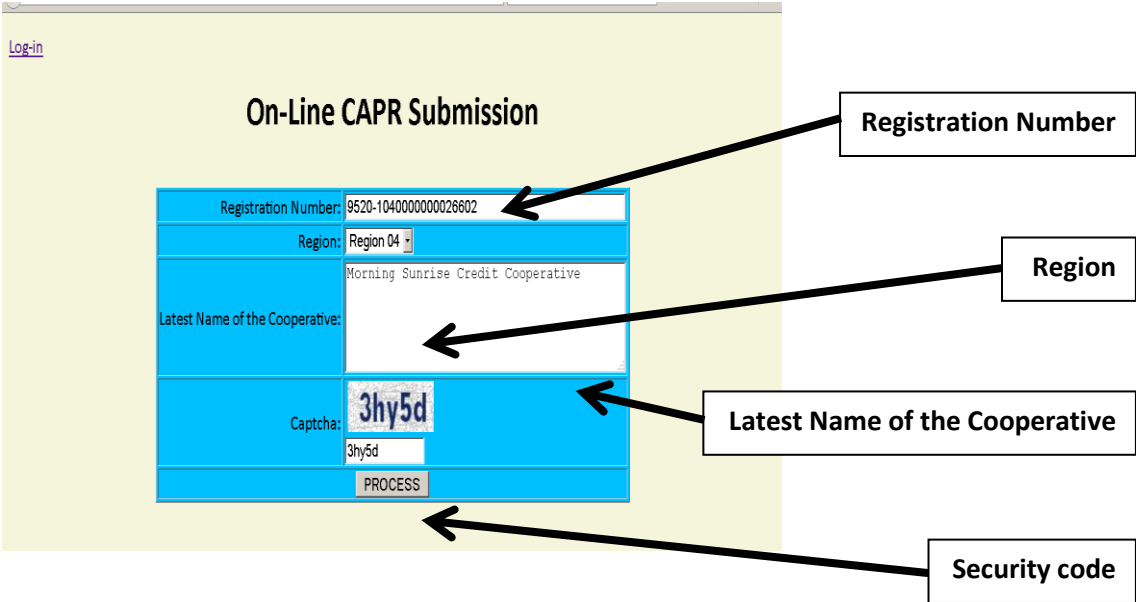 Log-in
On-Line CAPR Submission
Registration Number
Registration Number: 9520-1040000000026602
Region: Region 04
Region
Morning Sunrise Credit Cooperative
Latest Name of the Cooperative:
Latest Name of the Cooperative
3hy5d
Captcha:
3hy5d
PROCESS
Security code